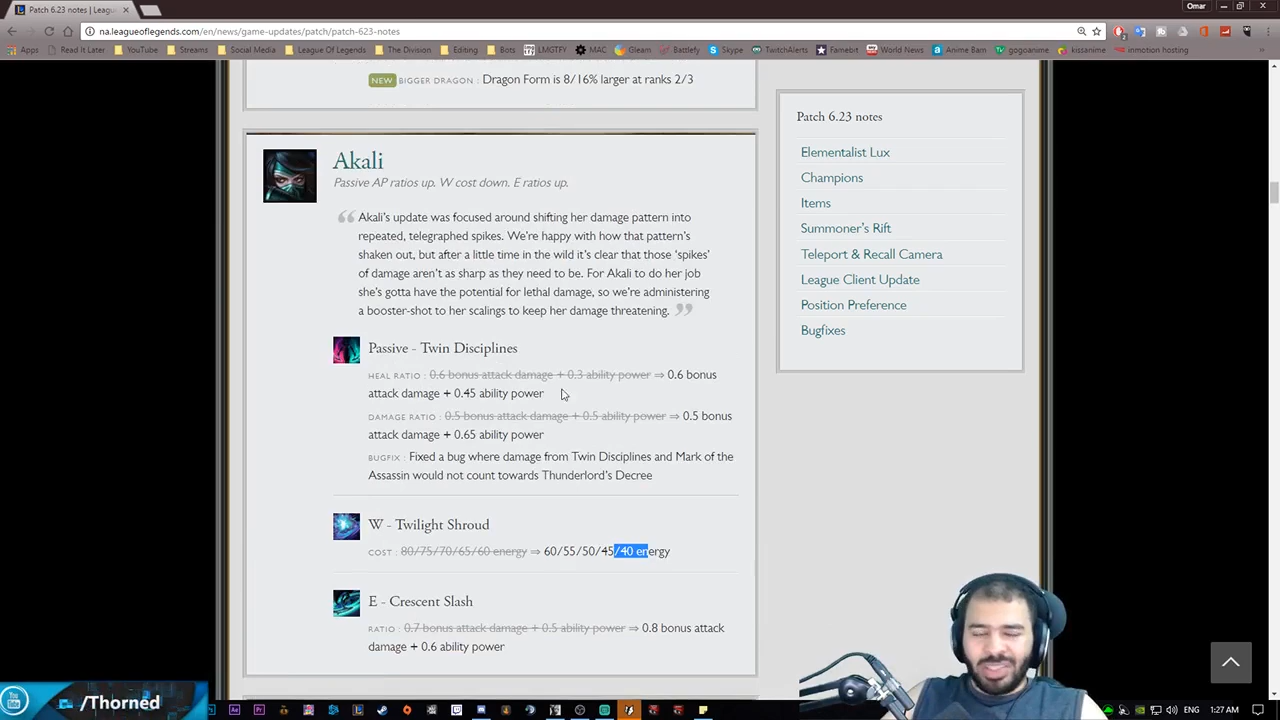 Patch 6.23 notes | Leagu
Omar
na.leagueoflegends.com/en/news/game-updates/patch/patch-623-notes
Apps Read it Later YouTube Streams Social Media League Of Legends The Division Editing Bots LMGTFY MAC Gleam Battlefy Skype TwitchAlerts Famebit World News Anime Bam gogoanime kissanime inmotion hosting
NEW BIGGER DRAGON : Dragon Form is 8/16% larger at ranks 2/3
Patch 6.23 notes
Elementalist Lux
Champions
Items
Summoner's Rift
Teleport & Recall Camera
League Client Update
Position Preference
Bugfixes
Akali
Passive AP ratios up. W cost down. E ratios up.
Akali's update was focused around shifting her damage pattern into
repeated, telegraphed spikes. We're happy with how that pattern's
shaken out, but after a little time in the wild it's clear that those 'spikes'
of damage aren't as sharp as they need to be. For Akali to do her job
she's gotta have the potential for lethal damage, so we're administering
a booster-shot to her scalings to keep her damage threatening.
Passive - Twin Disciplines
HEAL RATIO : 0.6 bonus attack damage + 0.3 ability power ⇒ 0.6 bonus
attack damage + 0.45 ability power
DAMAGE RATIO : 0.5 bonus attack damage + 0.5 ability power ⇒ 0.5 bonus
attack damage + 0.65 ability power
BUGFIX : Fixed a bug where damage from Twin Disciplines and Mark of the
Assassin would not count towards Thunderlord's Decree
W - Twilight Shroud
COST : 80/75/70/65/60 energy ⇒ 60/55/50/45/40 energy
E - Crescent Slash
RATIO : 0.7 bonus attack damage + 0.5 ability power ⇒ 0.8 bonus attack
damage + 0.6 ability power
/Thorned
1:27 AM